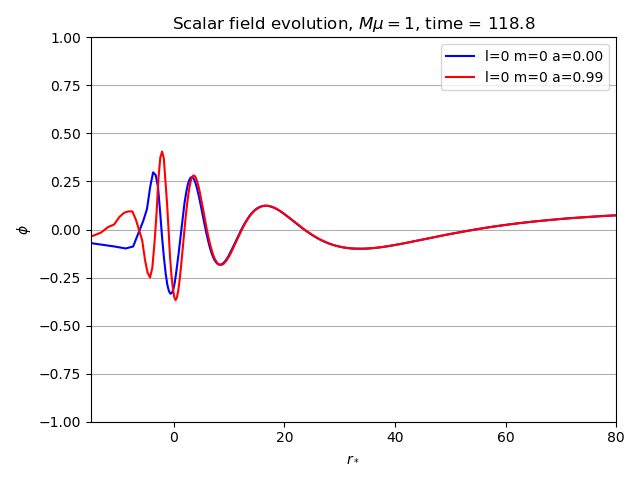 Scalar field evolution, Mμ = 1, time = 118.8
l=0 m=0 a=0.00
l=0 m=0 a=0.99
1.00
0.75
0.50
0.25
0.00
−0.25
−0.50
−0.75
−1.00
ϕ
0 20 40 60 80
r*